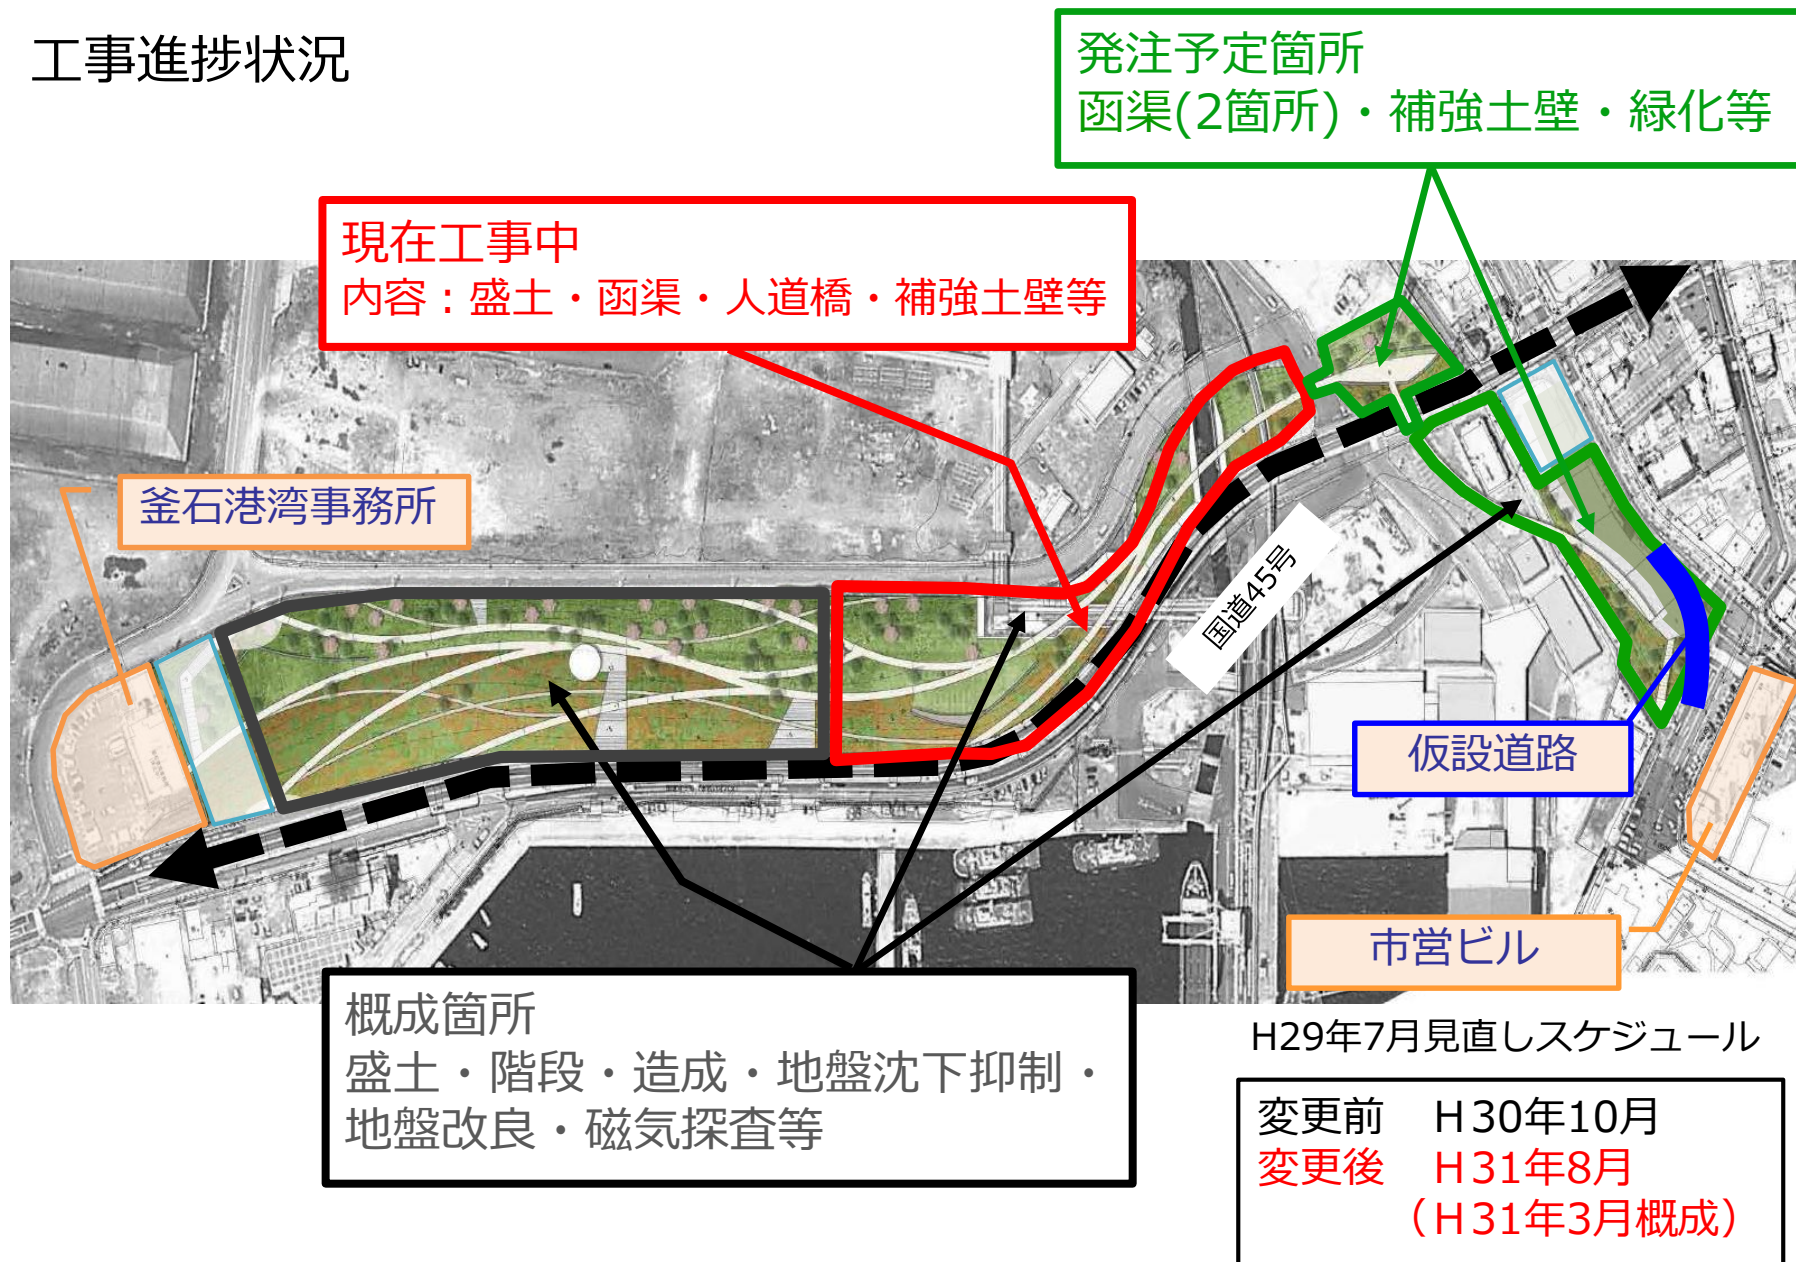 工事進捗状況
発注予定箇所
函渠(2箇所)・補強土壁・緑化等
現在工事中
内容：盛土・函渠・人道橋・補強土壁等
釜石港湾事務所
国道45号
仮設道路
市営ビル
概成箇所
盛土・階段・造成・地盤沈下抑制・
地盤改良・磁気探査等
H29年7月見直しスケジュール
変更前　Ｈ30年10月
変更後　Ｈ31年8月
（Ｈ31年3月概成）